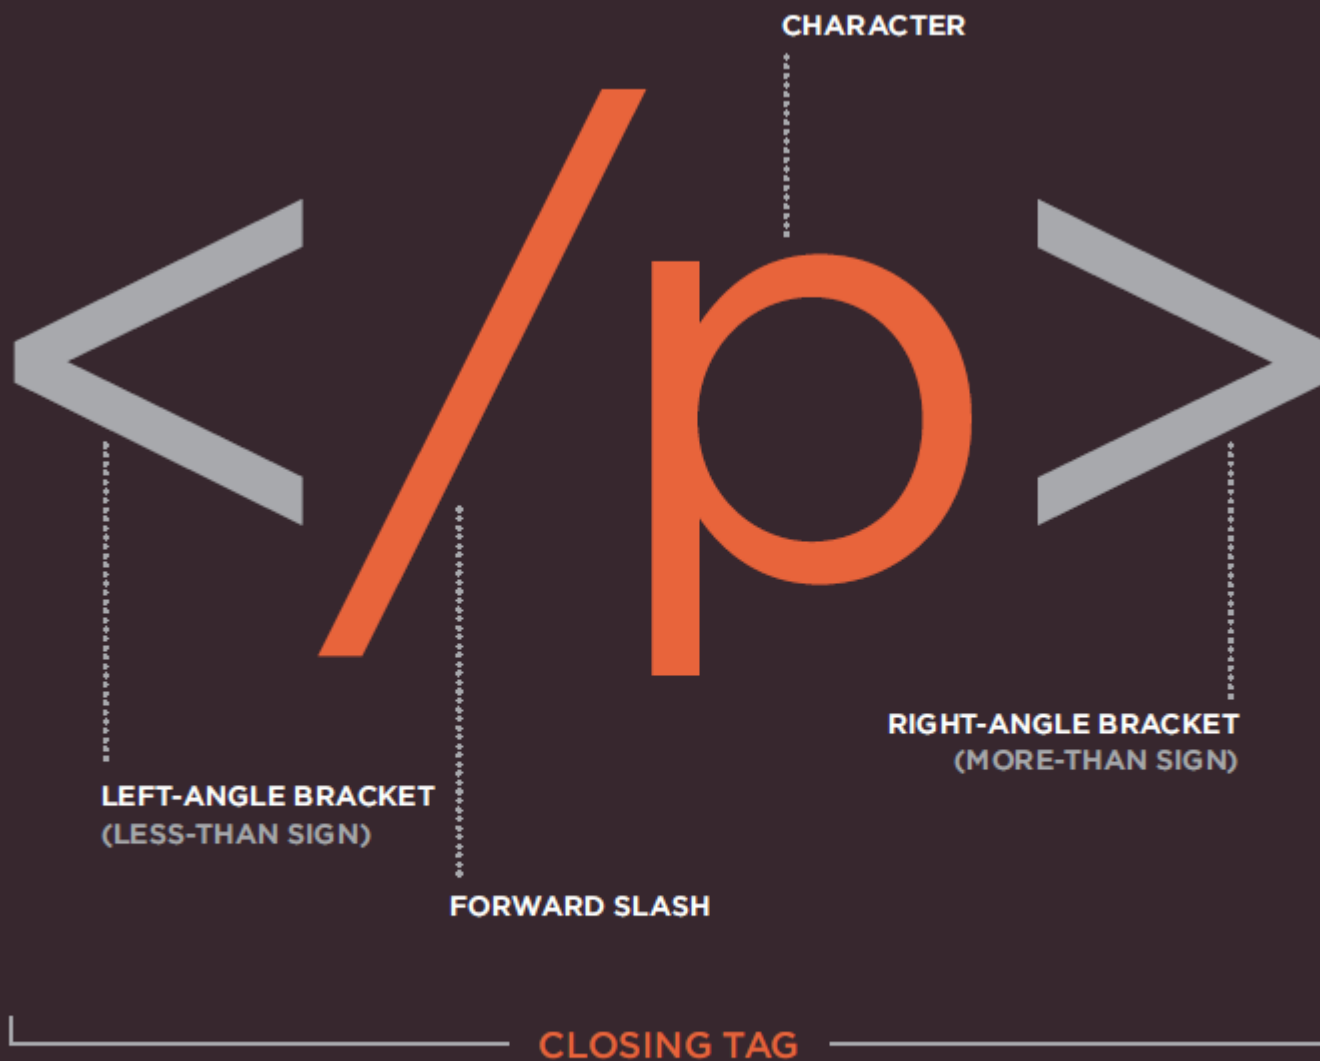 CHARACTER
</p>
RIGHT-ANGLE BRACKET
(MORE-THAN SIGN)
LEFT-ANGLE BRACKET
(LESS-THAN SIGN)
FORWARD SLASH
CLOSING TAG